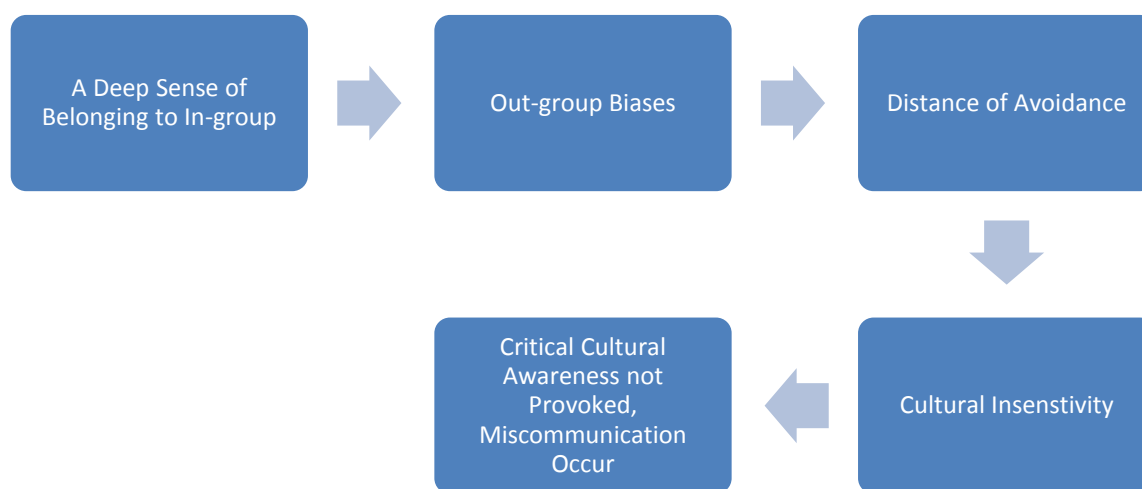 A Deep Sense of
Belonging to In-group
Out-group Biases
Distance of Avoidance
Cultural Insenstivity
Critical Cultural
Awareness not
Provoked,
Miscommunication
Occur